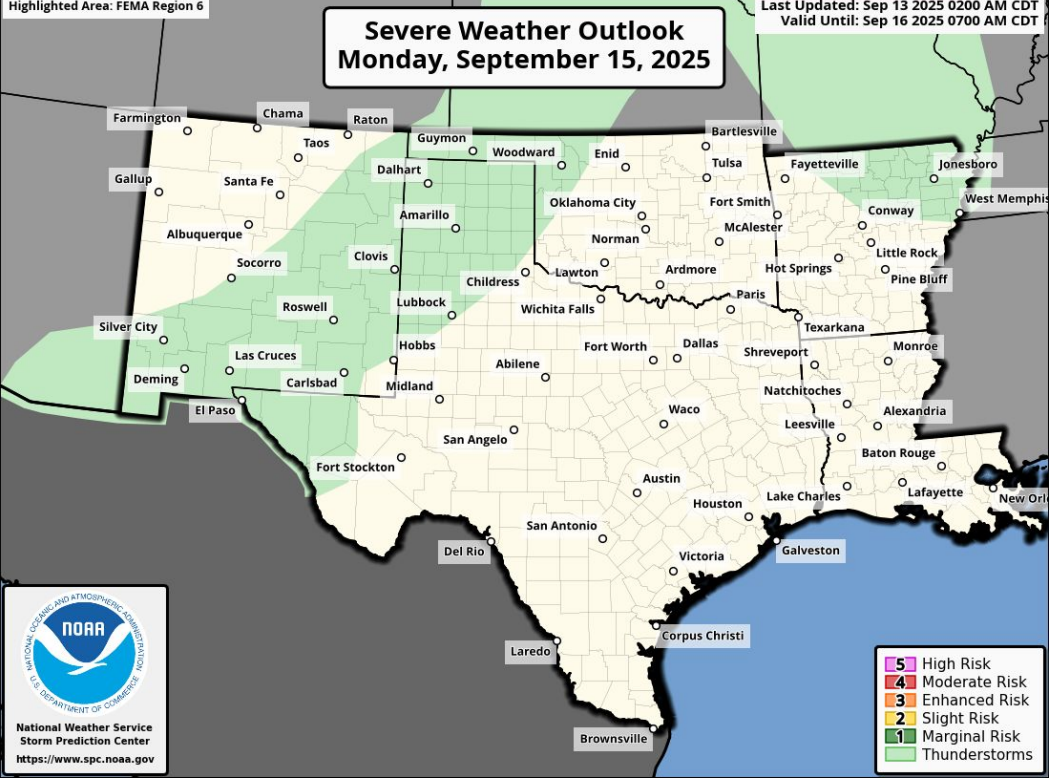 Highlighted Area: FEMA Region 6
Severe Weather Outlook
Monday, September 15, 2025
Last Updated: Sep 13 2025 0200 AM CDT
Valid Until: Sep 16 2025 0700 AM CDT
Farmington
Chama
Raton
Taos
Guymon
Woodward
Enid
Bartlesville
Tulsa
Fayetteville
Jonesboro
Gallup
Santa Fe
Dalhart
Amarillo
Oklahoma City
Fort Smith
West Memphis
Albuquerque
Norman
McAlester
Conway
Socorro
Clovis
Childress
Lawton
Ardmore
Hot Springs
Little Rock
Pine Bluff
Roswell
Lubbock
Wichita Falls
Paris
Texarkana
Silver City
Las Cruces
Hobbs
Fort Worth
Dallas
Shreveport
Monroe
Deming
Carlsbad
Midland
Abilene
Natchitoches
El Paso
Waco
Leesville
Alexandria
San Angelo
Baton Rouge
Fort Stockton
Austin
Houston
Lake Charles
Lafayette
New Orl
Del Rio
San Antonio
Galveston
Victoria
Laredo
Corpus Christi
Brownsville
NATIONAL OCEANIC AND ATMOSPHERIC ADMINISTRATION
NOAA
U.S. DEPARTMENT OF COMMERCE
National Weather Service
Storm Prediction Center
https://www.spc.noaa.gov
5 High Risk
4 Moderate Risk
3 Enhanced Risk
2 Slight Risk
1 Marginal Risk
Thunderstorms